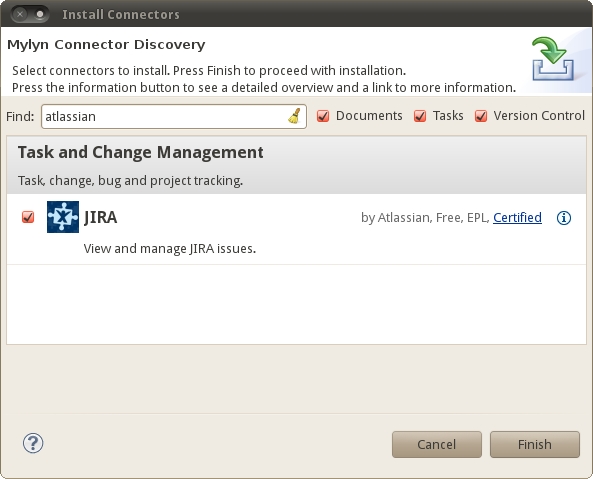 Install Connectors
Mylyn Connector Discovery
Select connectors to install. Press Finish to proceed with installation.
Press the information button to see a detailed overview and a link to more information.
Find: atlassian Documents Tasks Version Control
Task and Change Management
Task, change, bug and project tracking.
JIRA by Atlassian, Free, EPL, Certified
View and manage JIRA issues.
Cancel Finish